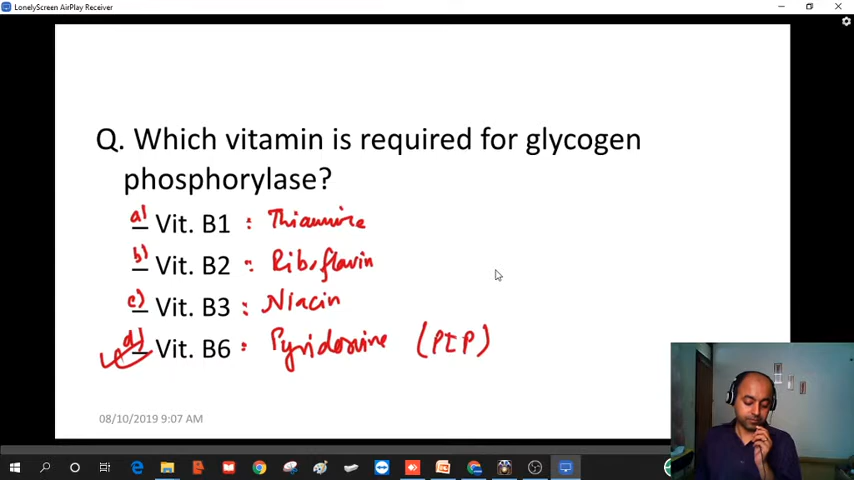 LonelyScreen AirPlay Receiver
Q. Which vitamin is required for glycogen
phosphorylase?
a) – Vit. B1 : Thiamine
b) – Vit. B2 : Riboflavin
c) – Vit. B3 : Niacin
d) – Vit. B6 : Pyridoxine (PLP)
08/10/2019 9:07 AM